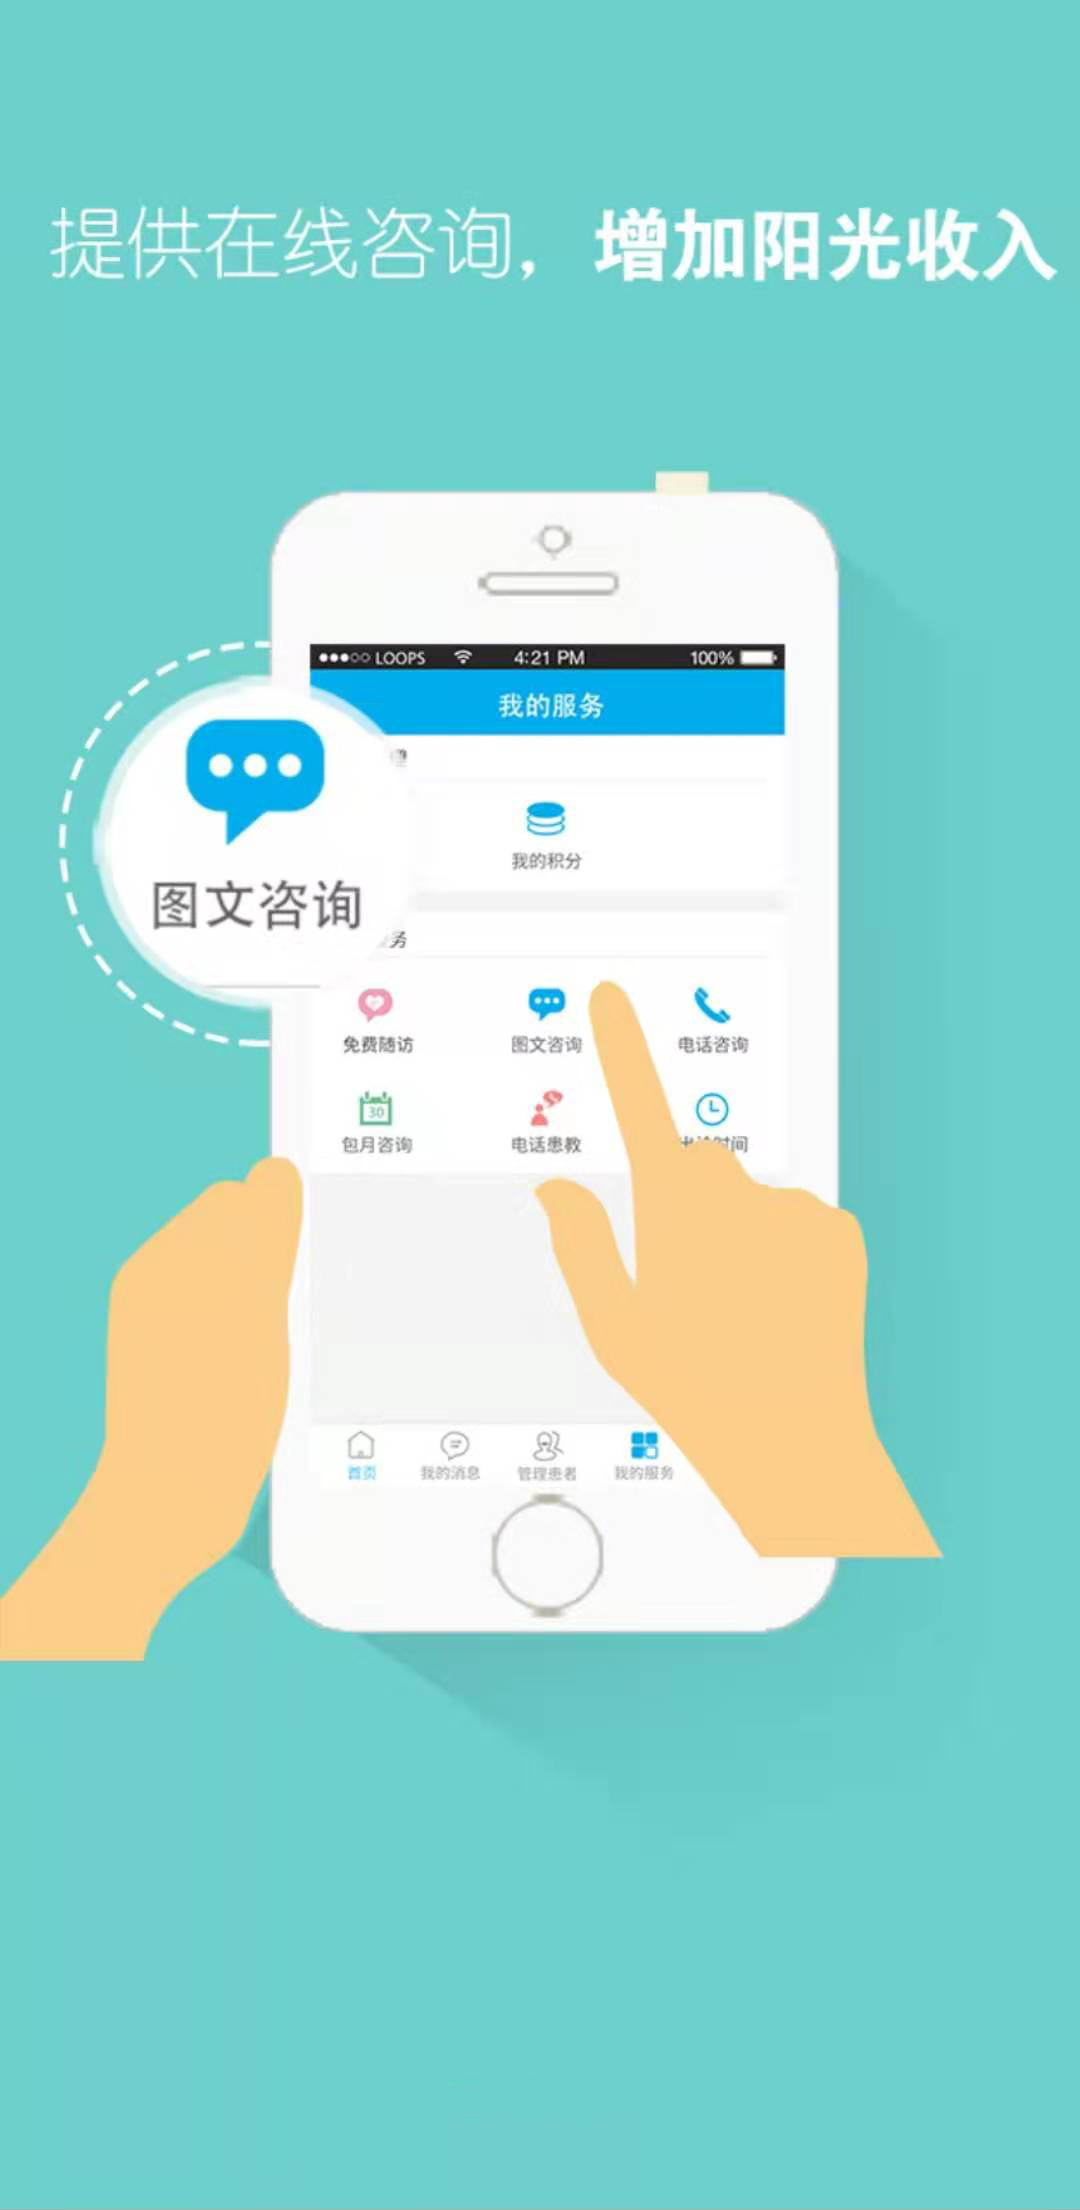 提供在线咨询，增加阳光收入
LOOPS 4:21 PM 100%
我的服务
我的积分
图文咨询
务
免费随访 图文咨询 电话咨询
30
包月咨询 电话患教 时间
首页 我的消息 管理患者 我的服务